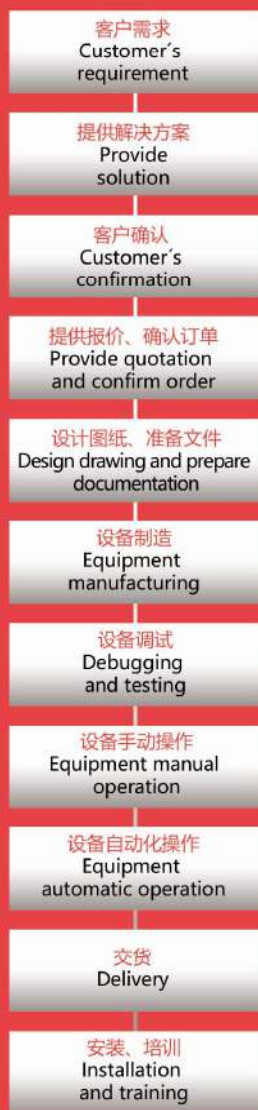 客户需求
Customer´s
requirement
提供解决方案
Provide
solution
客户确认
Customer´s
confirmation
提供报价、确认订单
Provide quotation
and confirm order
设计图纸、准备文件
Design drawing and prepare
documentation
设备制造
Equipment
manufacturing
设备调试
Debugging
and testing
设备手动操作
Equipment manual
operation
设备自动化操作
Equipment
automatic operation
交货
Delivery
安装、培训
Installation
and training